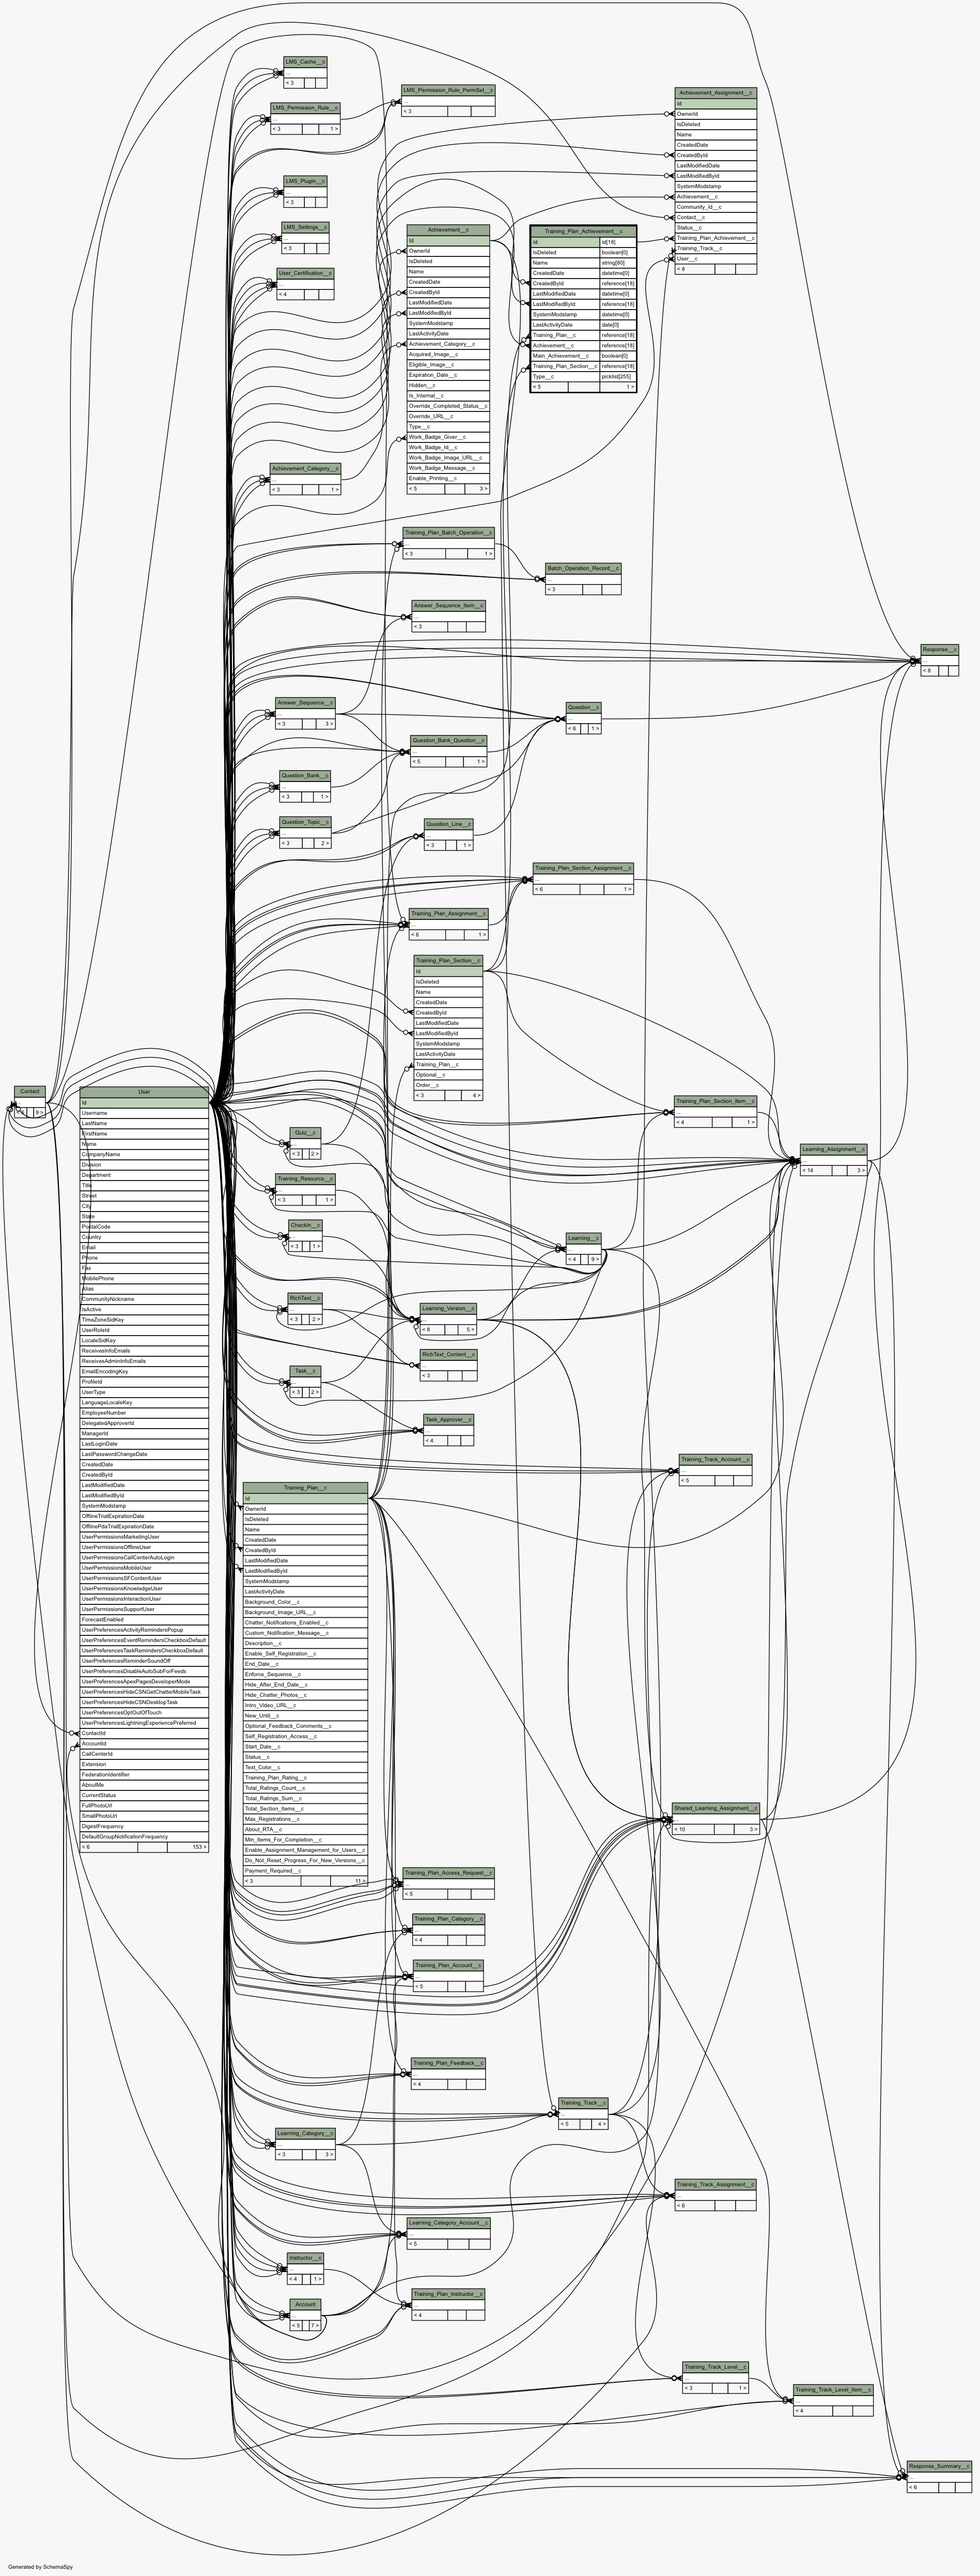 LMS_Cache__c
...
< 3
LMS_Permission_Rule__c
...
< 3 1 >
LMS_Permission_Rule_PermSet__c
...
< 3
LMS_Plugin__c
...
< 3
LMS_Settings__c
...
< 3
User_Certification__c
...
< 4
Achievement_Assignment__c
Id
OwnerId
IsDeleted
Name
CreatedDate
CreatedById
LastModifiedDate
LastModifiedById
SystemModstamp
Achievement__c
Community_Id__c
Contact__c
Status__c
Training_Plan_Achievement__c
Training_Track__c
User__c
< 8
Achievement__c
Id
OwnerId
IsDeleted
Name
CreatedDate
CreatedById
LastModifiedDate
LastModifiedById
SystemModstamp
LastActivityDate
Achievement_Category__c
Acquired_Image__c
Eligible_Image__c
Expiration_Date__c
Hidden__c
Is_Internal__c
Override_Completed_Status__c
Override_URL__c
Type__c
Work_Badge_Giver__c
Work_Badge_Id__c
Work_Badge_Image_URL__c
Work_Badge_Message__c
Enable_Printing__c
< 5 3 >
Training_Plan_Achievement__c
Id id[18]
IsDeleted boolean[0]
Name string[80]
CreatedDate datetime[0]
CreatedById reference[18]
LastModifiedDate datetime[0]
LastModifiedById reference[18]
SystemModstamp datetime[0]
LastActivityDate date[0]
Training_Plan__c reference[18]
Achievement__c reference[18]
Main_Achievement__c boolean[0]
Training_Plan_Section__c reference[18]
Type__c picklist[255]
< 5 1 >
Achievement_Category__c
...
< 3 1 >
Training_Plan_Batch_Operation__c
...
< 3 1 >
Batch_Operation_Record__c
...
< 3
Answer_Sequence_Item__c
...
< 3
Response__c
...
< 8
Answer_Sequence__c
...
< 3 3 >
Question__c
...
< 6 1 >
Question_Bank_Question__c
...
< 5 1 >
Question_Bank__c
...
< 3 1 >
Question_Topic__c
...
< 3 2 >
Question_Line__c
...
< 3 1 >
Training_Plan_Section_Assignment__c
...
< 6 1 >
Training_Plan_Assignment__c
...
< 6 1 >
Training_Plan_Section__c
Id
IsDeleted
Name
CreatedDate
CreatedById
LastModifiedDate
LastModifiedById
SystemModstamp
LastActivityDate
Training_Plan__c
Optional__c
Order__c
< 3 4 >
Contact
9 >
User
Id
Username
LastName
FirstName
Name
CompanyName
Division
Department
Title
Street
City
State
PostalCode
Country
Email
Phone
Fax
MobilePhone
Alias
CommunityNickname
IsActive
TimeZoneSidKey
UserRoleId
LocaleSidKey
ReceivesInfoEmails
ReceivesAdminInfoEmails
EmailEncodingKey
ProfileId
UserType
LanguageLocaleKey
EmployeeNumber
DelegatedApproverId
ManagerId
LastLoginDate
LastPasswordChangeDate
CreatedDate
CreatedById
LastModifiedDate
LastModifiedById
SystemModstamp
OfflineTrialExpirationDate
OfflinePdaTrialExpirationDate
UserPermissionsMarketingUser
UserPermissionsOfflineUser
UserPermissionsCallCenterAutoLogin
UserPermissionsMobileUser
UserPermissionsSFContentUser
UserPermissionsKnowledgeUser
UserPermissionsInteractionUser
UserPermissionsSupportUser
ForecastEnabled
UserPreferencesActivityRemindersPopup
UserPreferencesEventRemindersCheckboxDefault
UserPreferencesTaskRemindersCheckboxDefault
UserPreferencesReminderSoundOff
UserPreferencesDisableAutoSubForFeeds
UserPreferencesApexPagesDeveloperMode
UserPreferencesHideCSNGetChatterMobileTask
UserPreferencesHideCSNDesktopTask
UserPreferencesOptOutOfTouch
UserPreferencesLightningExperiencePreferred
ContactId
AccountId
CallCenterId
Extension
FederationIdentifier
AboutMe
CurrentStatus
FullPhotoUrl
SmallPhotoUrl
DigestFrequency
DefaultGroupNotificationFrequency
< 6 153 >
Training_Plan_Section_Item__c
...
< 4 1 >
Quiz__c
...
< 3 2 >
Learning_Assignment__c
...
< 14 3 >
Training_Resource__c
...
< 3 1 >
CheckIn__c
...
< 3 1 >
Learning__c
...
< 4 9 >
RichText__c
...
< 3 2 >
Learning_Version__c
...
< 8 5 >
RichText_Content__c
...
< 3
Task__c
...
< 3 2 >
Task_Approver__c
...
< 4
Training_Track_Account__c
...
< 5
Training_Plan__c
Id
OwnerId
IsDeleted
Name
CreatedDate
CreatedById
LastModifiedDate
LastModifiedById
SystemModstamp
LastActivityDate
Background_Color__c
Background_Image_URL__c
Chatter_Notifications_Enabled__c
Custom_Notification_Message__c
Description__c
Enable_Self_Registration__c
End_Date__c
Enforce_Sequence__c
Hide_After_End_Date__c
Hide_Chatter_Photos__c
Intro_Video_URL__c
New_Until__c
Optional_Feedback_Comments__c
Self_Registration_Access__c
Start_Date__c
Status__c
Text_Color__c
Training_Plan_Rating__c
Total_Ratings_Count__c
Total_Ratings_Sum__c
Total_Section_Items__c
Max_Registrations__c
About_RTA__c
Min_Items_For_Completion__c
Enable_Assignment_Management_for_Users__c
Do_Not_Reset_Progress_For_New_Versions__c
Payment_Required__c
< 3 11 >
Shared_Learning_Assignment__c
...
< 10 3 >
Training_Plan_Access_Request__c
...
< 5
Training_Plan_Category__c
...
< 4
Training_Plan_Account__c
...
< 5
Training_Plan_Feedback__c
...
< 4
Training_Track__c
...
< 5 4 >
Learning_Category__c
...
< 3 3 >
Training_Track_Assignment__c
...
< 6
Learning_Category_Account__c
...
< 5
Instructor__c
...
< 4 1 >
Training_Plan_Instructor__c
...
< 4
Account
...
< 5 7 >
Training_Track_Level__c
...
< 3 1 >
Training_Track_Level_Item__c
...
< 4
Response_Summary__c
...
< 6
Generated by SchemaSpy